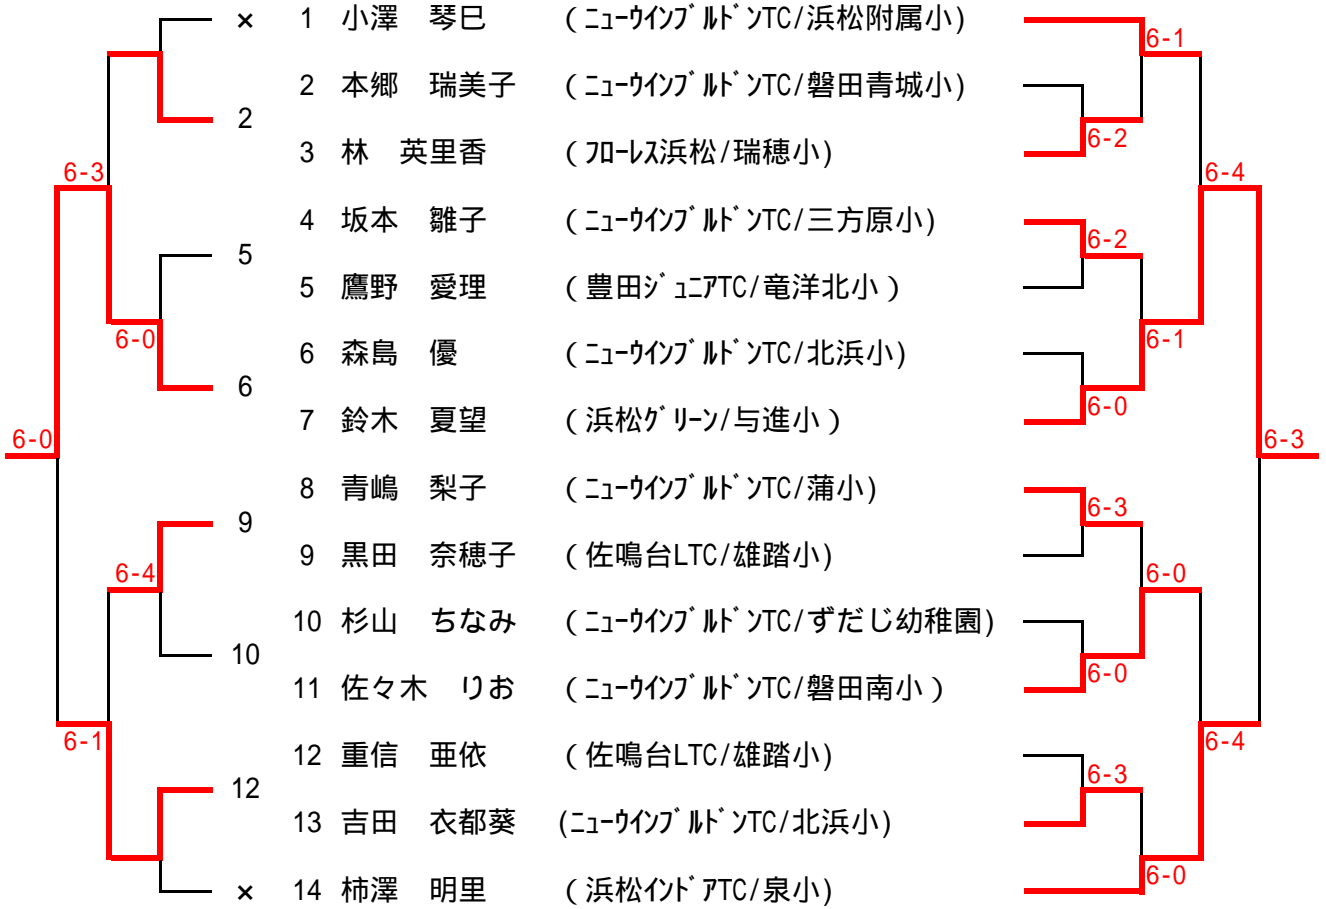 × 1 小澤 琴巳 (ﾆｭｰｳｲﾝﾌﾞﾙﾄﾞﾝTC/浜松附属小)
6-1
2 本郷 瑞美子 (ﾆｭｰｳｲﾝﾌﾞﾙﾄﾞﾝTC/磐田青城小)
2
6-2
3 林 英里香 (ﾌﾛｰﾚｽ浜松/瑞穂小)
6-3
6-4
4 坂本 雛子 (ﾆｭｰｳｲﾝﾌﾞﾙﾄﾞﾝTC/三方原小)
6-2
5
5 鷹野 愛理 (豊田ｼﾞｭﾆｱTC/竜洋北小)
6-0
6-1
6 森島 優 (ﾆｭｰｳｲﾝﾌﾞﾙﾄﾞﾝTC/北浜小)
6
6-0
7 鈴木 夏望 (浜松ｸﾞﾘｰﾝ/与進小)
6-0
6-3
8 青嶋 梨子 (ﾆｭｰｳｲﾝﾌﾞﾙﾄﾞﾝTC/蒲小)
6-3
9
9 黒田 奈穂子 (佐鳴台LTC/雄踏小)
6-4
6-0
10 杉山 ちなみ (ﾆｭｰｳｲﾝﾌﾞﾙﾄﾞﾝTC/ずだじ幼稚園)
10
6-0
11 佐々木 りお (ﾆｭｰｳｲﾝﾌﾞﾙﾄﾞﾝTC/磐田南小)
6-1
6-4
12 重信 亜依 (佐鳴台LTC/雄踏小)
6-3
12
13 吉田 衣都葵 (ﾆｭｰｳｲﾝﾌﾞﾙﾄﾞﾝTC/北浜小)
6-0
× 14 柿澤 明里 (浜松ｲﾝﾄﾞｱTC/泉小)